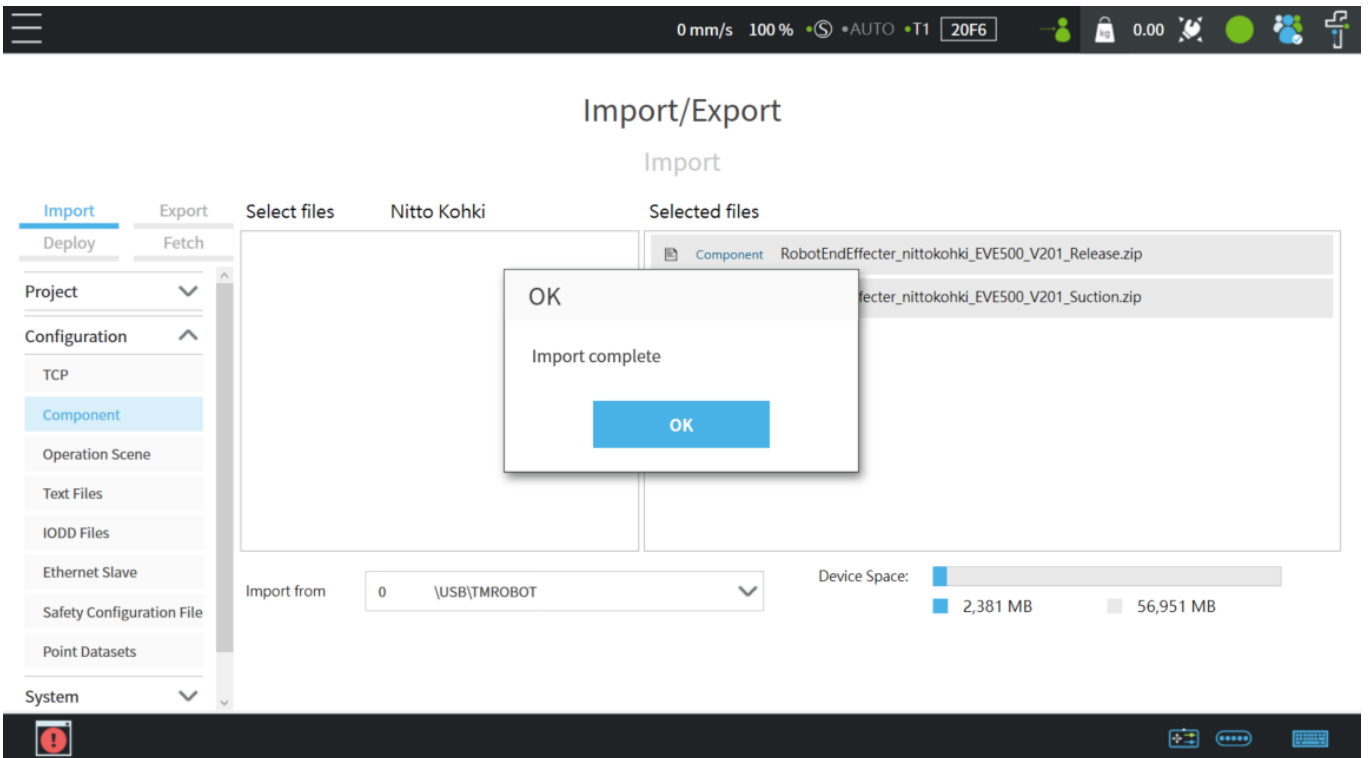 0 mm/s 100 % •Ⓢ •AUTO •T1 20F6 kg 0.00
Import/Export
Import
Import Export
Deploy Fetch
Select files Nitto Kohki Selected files
Component RobotEndEffecter_nittokohki_EVE500_V201_Release.zip
fecter_nittokohki_EVE500_V201_Suction.zip
OK
Import complete
OK
Project
Configuration
TCP
Component
Operation Scene
Text Files
IODD Files
Ethernet Slave
Safety Configuration File
Point Datasets
System
Import from 0 \USB\TMROBOT
Device Space:
2,381 MB 56,951 MB